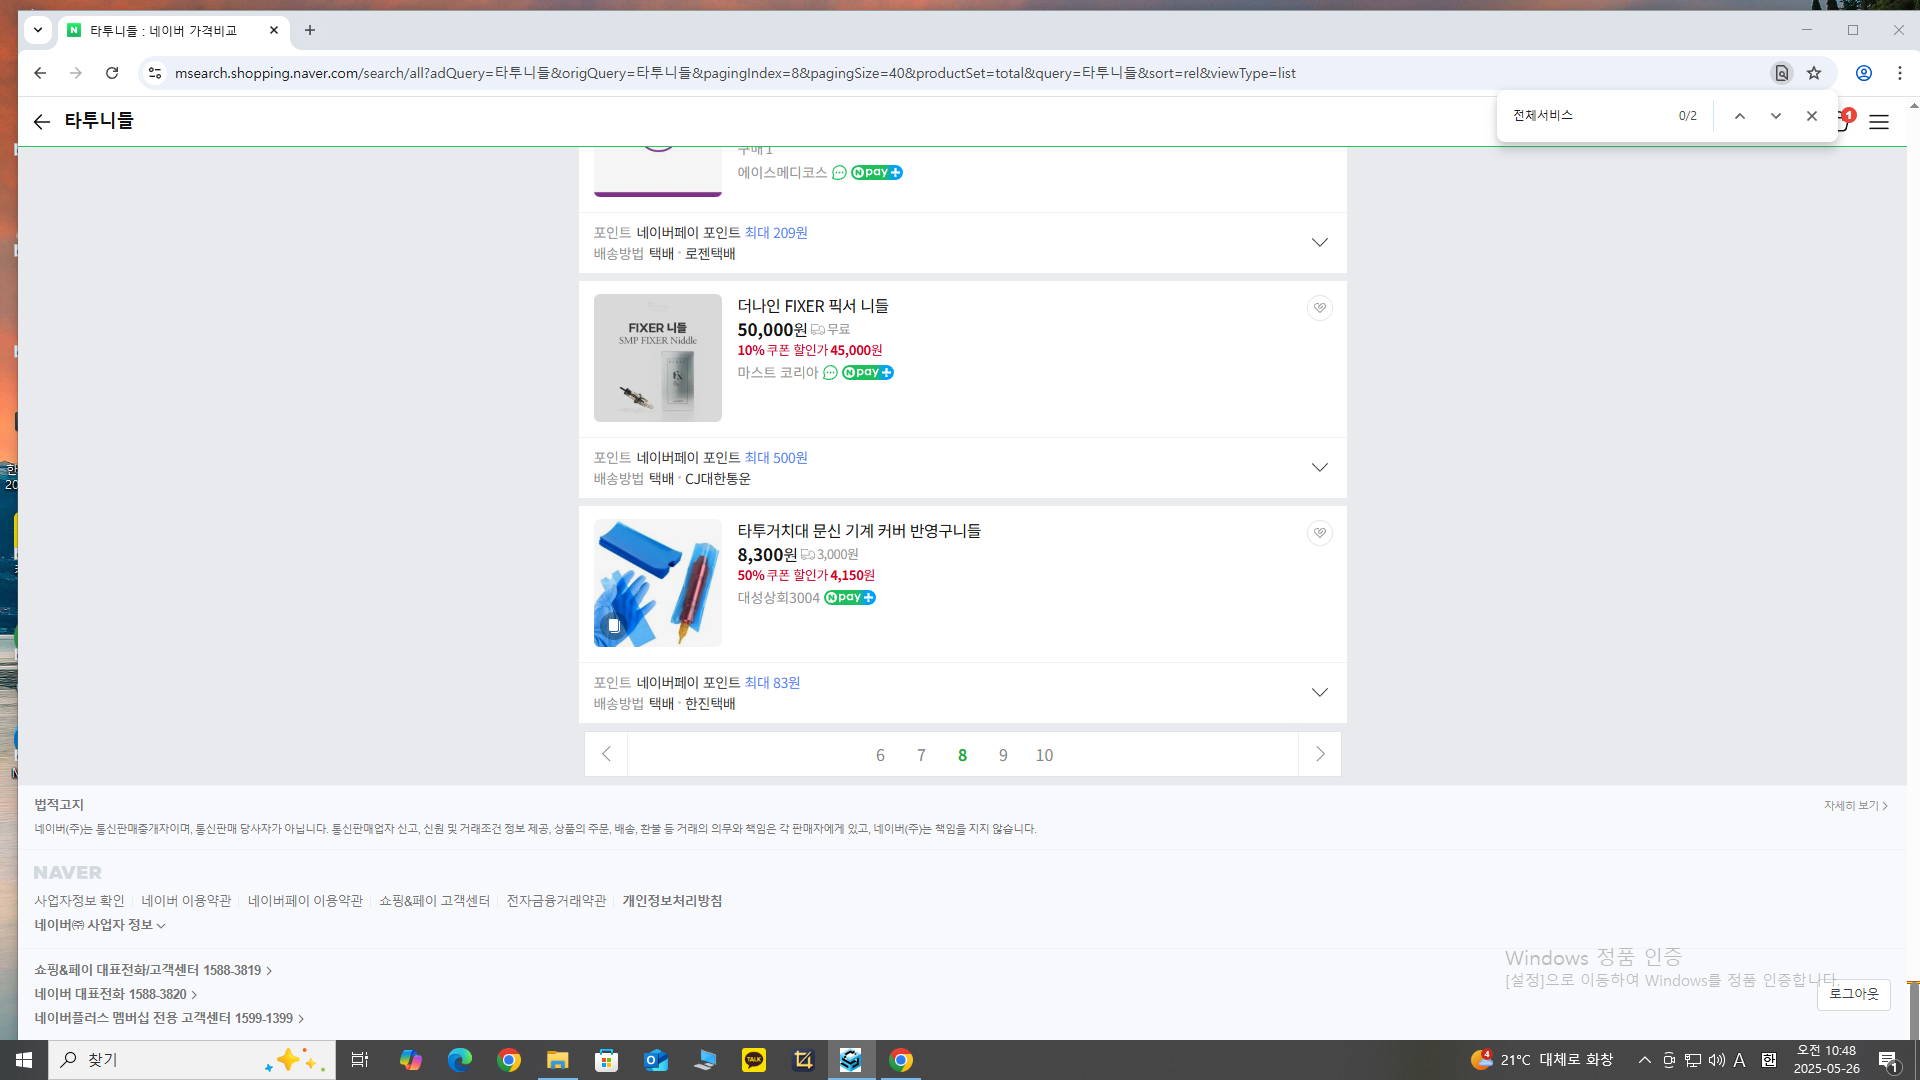 타투니들 : 네이버 가격비교
msearch.shopping.naver.com/search/all?adQuery=타투니들&origQuery=타투니들&pagingIndex=8&pagingSize=40&productSet=total&query=타투니들&sort=rel&viewType=list
타투니들
전체서비스 0/2
1
구매 1
에이스메디코스 N pay +
포인트 네이버페이 포인트 최대 209원
배송방법 택배 · 로젠택배
FIXER 니들
SMP FIXER Niddle
더나인 FIXER 픽서 니들
50,000원 무료
10% 쿠폰 할인가 45,000원
마스트 코리아 N pay +
포인트 네이버페이 포인트 최대 500원
배송방법 택배 · CJ대한통운
타투거치대 문신 기계 커버 반영구니들
8,300원 3,000원
50% 쿠폰 할인가 4,150원
대성상회3004 N pay +
포인트 네이버페이 포인트 최대 83원
배송방법 택배 · 한진택배
6 7 8 9 10
법적고지
자세히 보기
네이버(주)는 통신판매중개자이며, 통신판매 당사자가 아닙니다. 통신판매업자 신고, 신원 및 거래조건 정보 제공, 상품의 주문, 배송, 환불 등 거래의 의무와 책임은 각 판매자에게 있고, 네이버(주)는 책임을 지지 않습니다.
NAVER
사업자정보 확인 네이버 이용약관 네이버페이 이용약관 쇼핑&페이 고객센터 전자금융거래약관 개인정보처리방침
네이버㈜ 사업자 정보
쇼핑&페이 대표전화/고객센터 1588-3819
네이버 대표전화 1588-3820
네이버플러스 멤버십 전용 고객센터 1599-1399
Windows 정품 인증
[설정]으로 이동하여 Windows를 정품 인증합니다.
로그아웃
찾기
TALK
4
21°C 대체로 화창
A
한
오전 10:48
2025-05-26
1